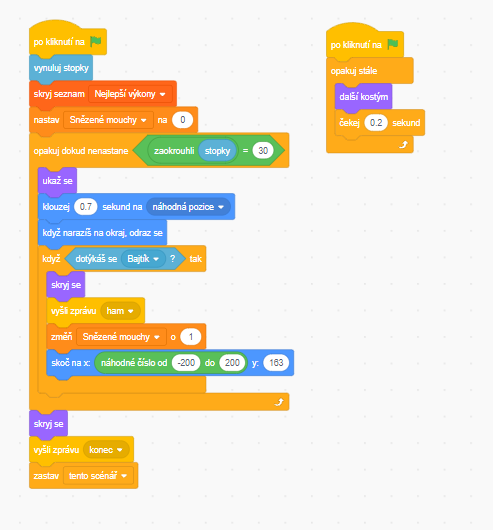 po kliknutí na
vynuluj stopky
skryj seznam Nejlepší výkony
nastav Snězené mouchy na 0
opakuj dokud nenastane zaokrouhli stopky = 30
ukaž se
klouzej 0.7 sekund na náhodná pozice
když narazíš na okraj, odraz se
když dotýkáš se Bajtík ? tak
skryj se
vyšli zprávu ham
změň Snězené mouchy o 1
skoč na x: náhodné číslo od -200 do 200 y: 163
skryj se
vyšli zprávu konec
zastav tento scénář
po kliknutí na
opakuj stále
další kostým
čekej 0.2 sekund